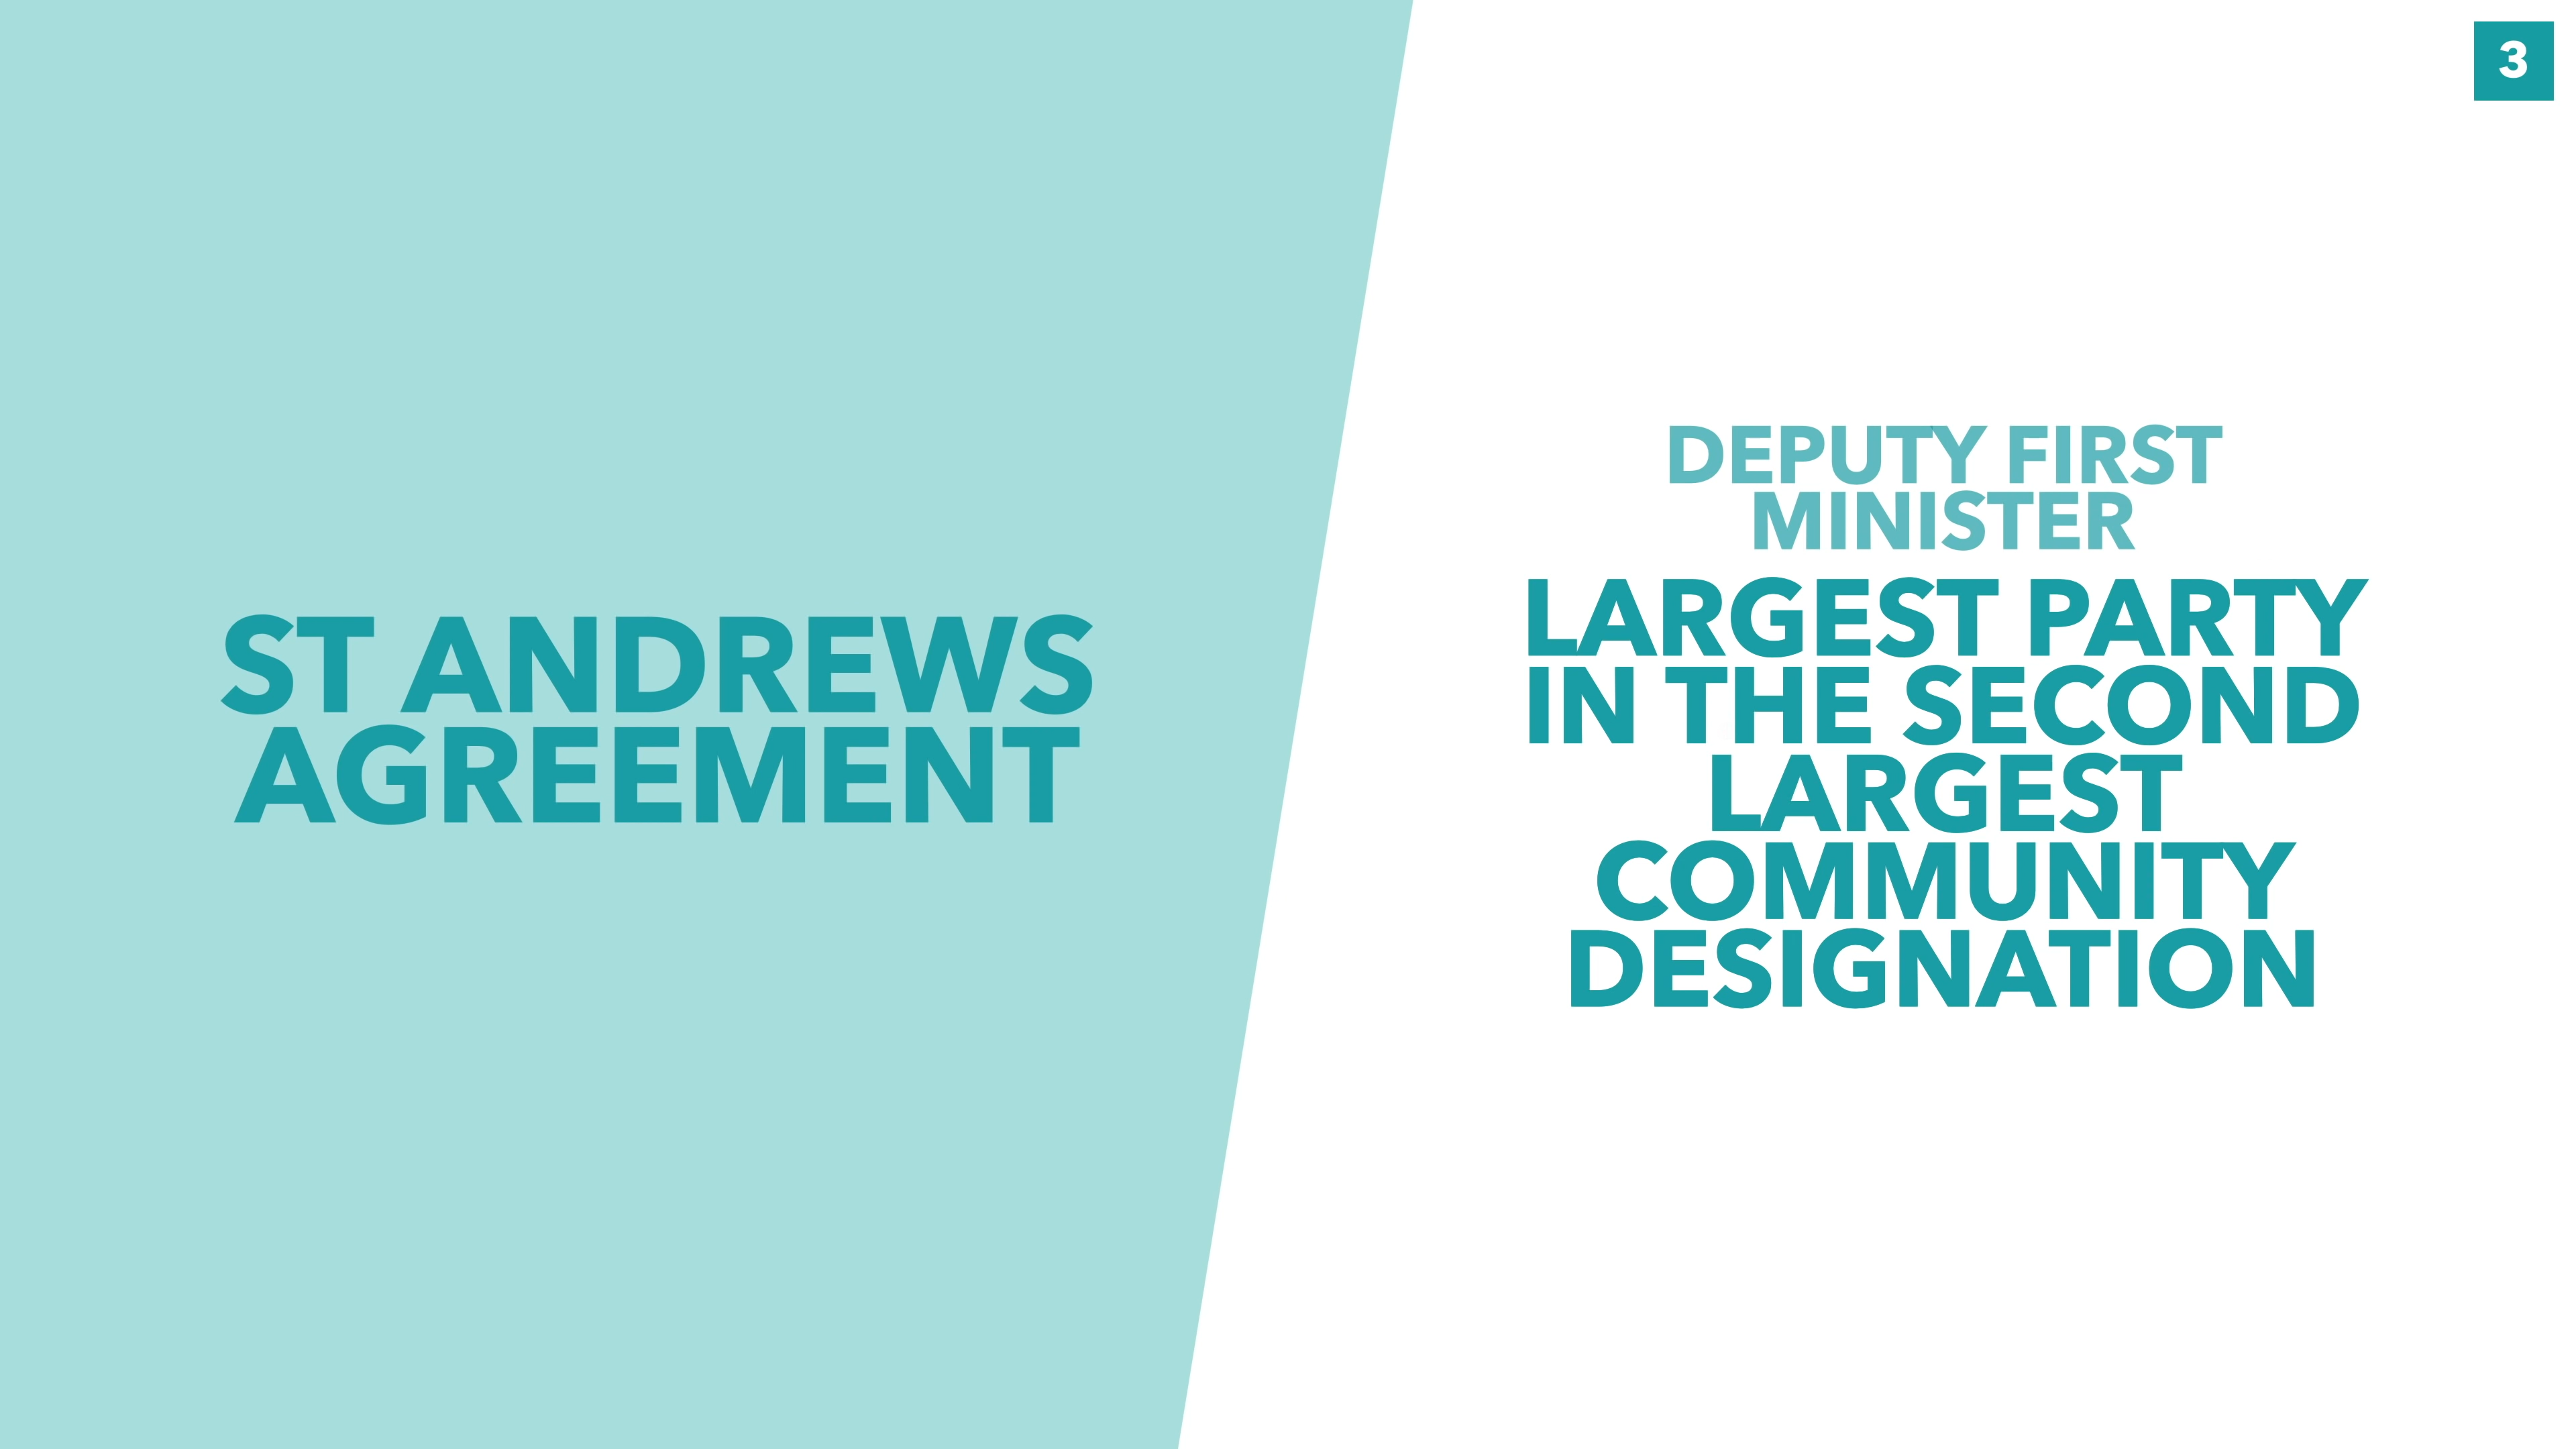 3
ST ANDREWS
AGREEMENT
DEPUTY FIRST
MINISTER
LARGEST PARTY
IN THE SECOND
LARGEST
COMMUNITY
DESIGNATION